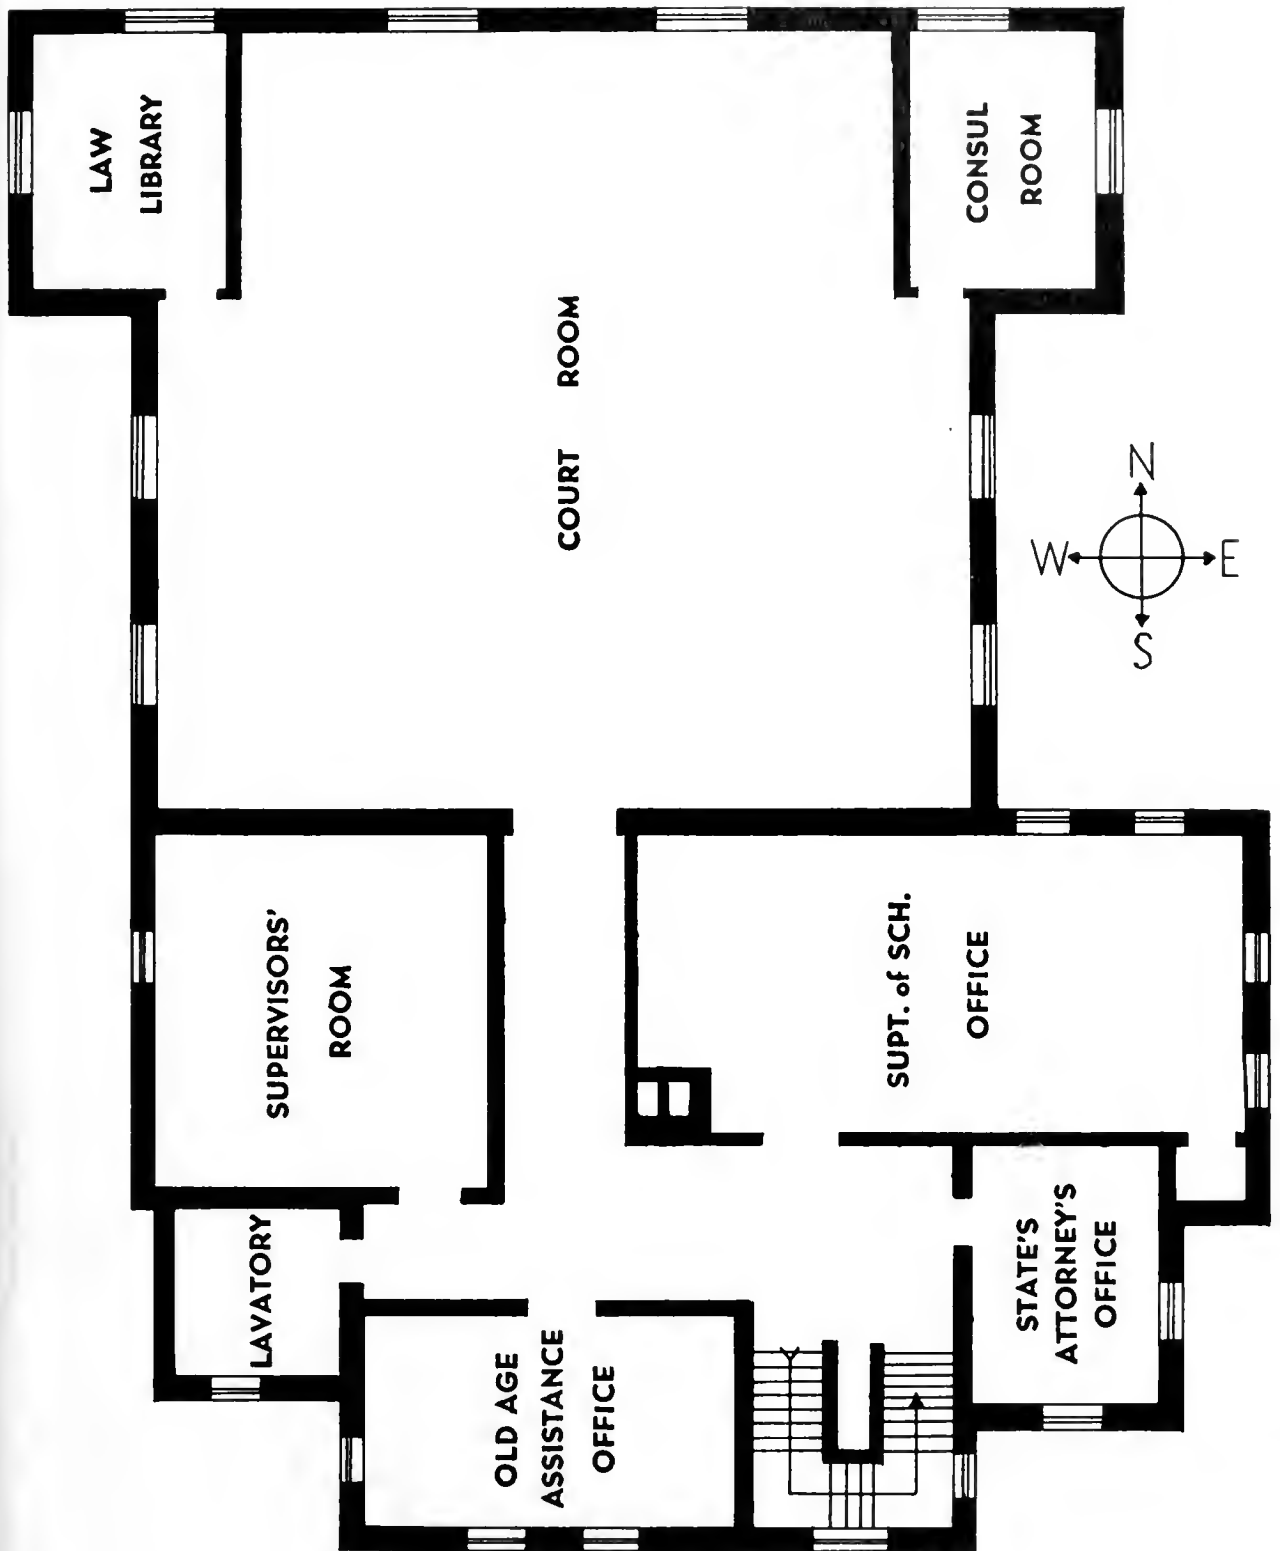 LAW
LIBRARY
CONSUL
ROOM
COURT ROOM
N
W
E
S
SUPERVISORS'
ROOM
SUPT. of SCH.
OFFICE
LAVATORY
OLD AGE
ASSISTANCE
OFFICE
STATE'S
ATTORNEY'S
OFFICE